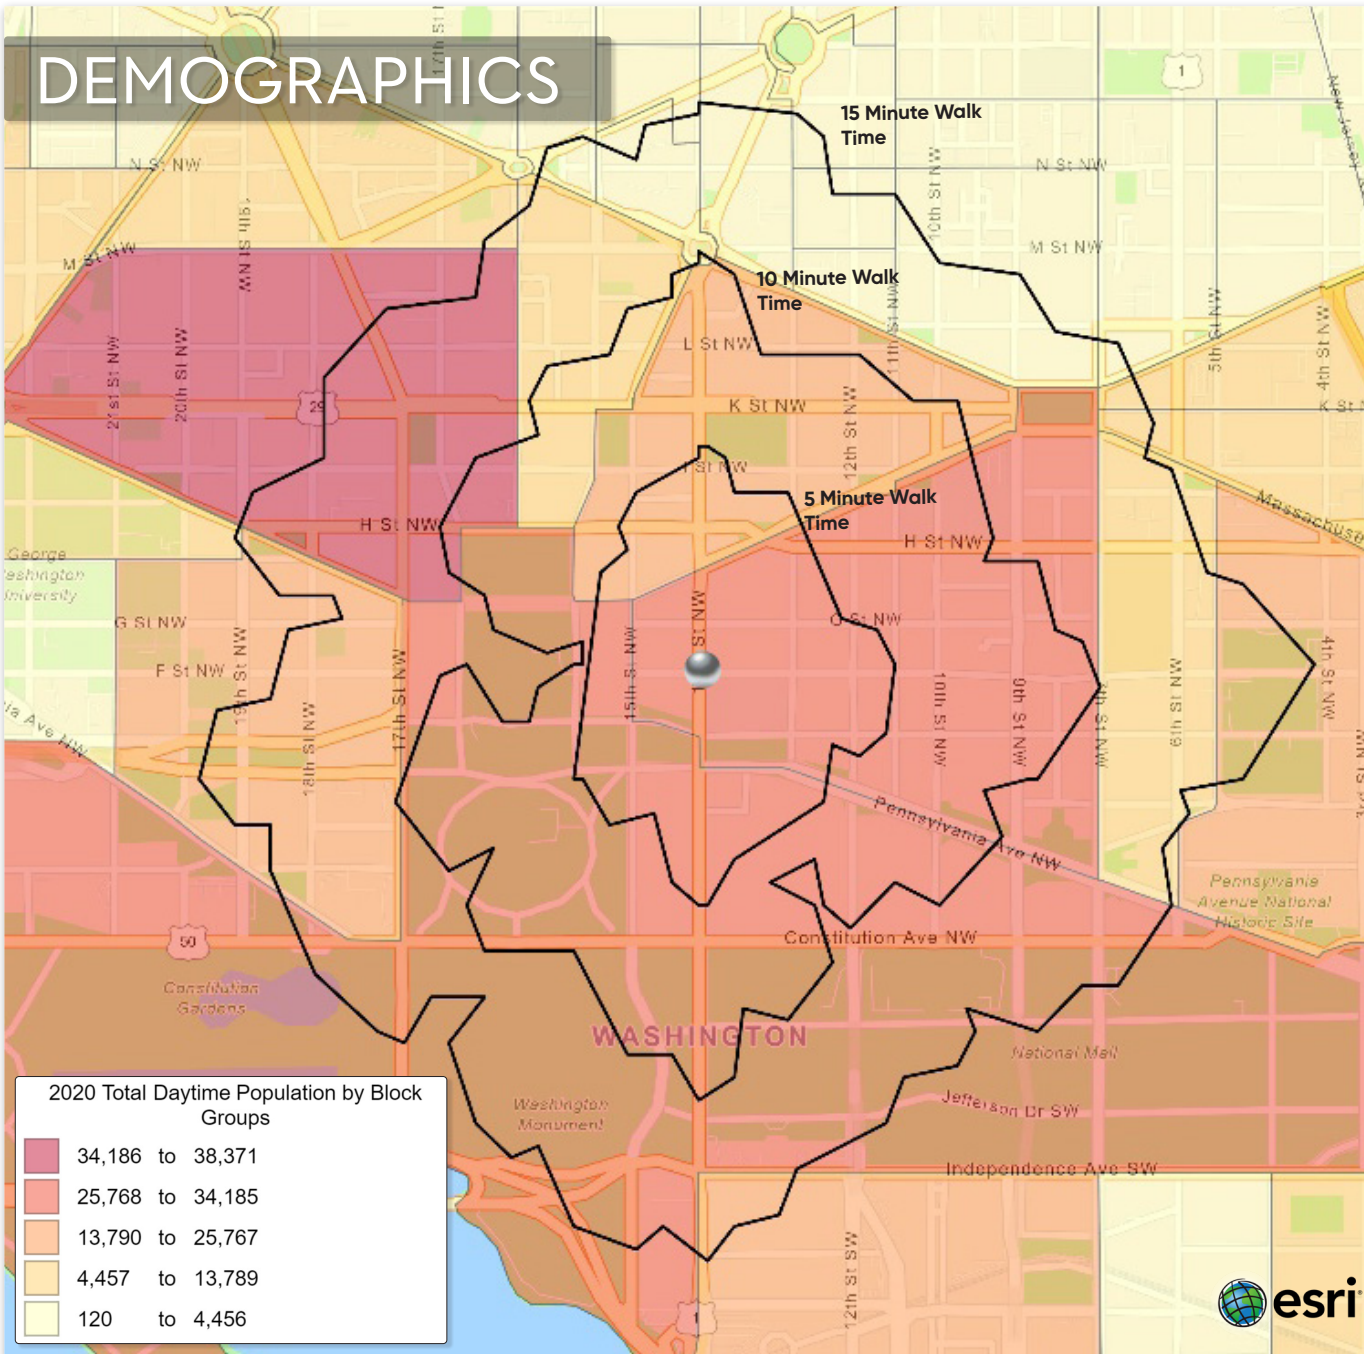 DEMOGRAPHICS
1
15 Minute Walk
Time
N St NW
N St NW
10th St NW
M St NW
M St NW
10 Minute Walk
Time
11th St NW
5th St NW
4th St NW
21st St NW
20th St NW
L St NW
29
K St NW
12th St NW
I St NW
5 Minute Walk
Time
Massachuse
H St NW
H St NW
George
University
G St NW
G St NW
F St NW
15th St NW
19th St NW
17th St NW
18th St NW
10th St NW
9th St NW
7th St NW
6th St NW
4th St NW
Pennsylvania Ave NW
Pennsylvania
Avenue National
Historic Site
50
Constitution Ave NW
Constitution
Gardens
WASHINGTON
National Mall
Washington
Monument
Jefferson Dr SW
Independence Ave SW
12th St SW
1
2020 Total Daytime Population by Block
Groups
34,186 to 38,371
25,768 to 34,185
13,790 to 25,767
4,457 to 13,789
120 to 4,456
esri